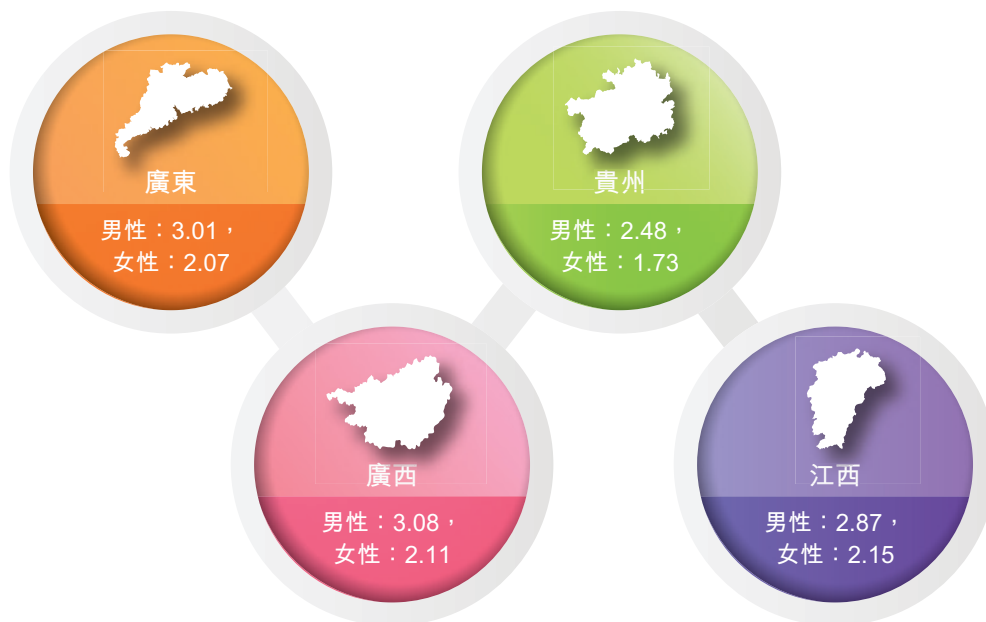 廣東
男性：3.01，
女性：2.07
貴州
男性：2.48，
女性：1.73
廣西
男性：3.08，
女性：2.11
江西
男性：2.87，
女性：2.15